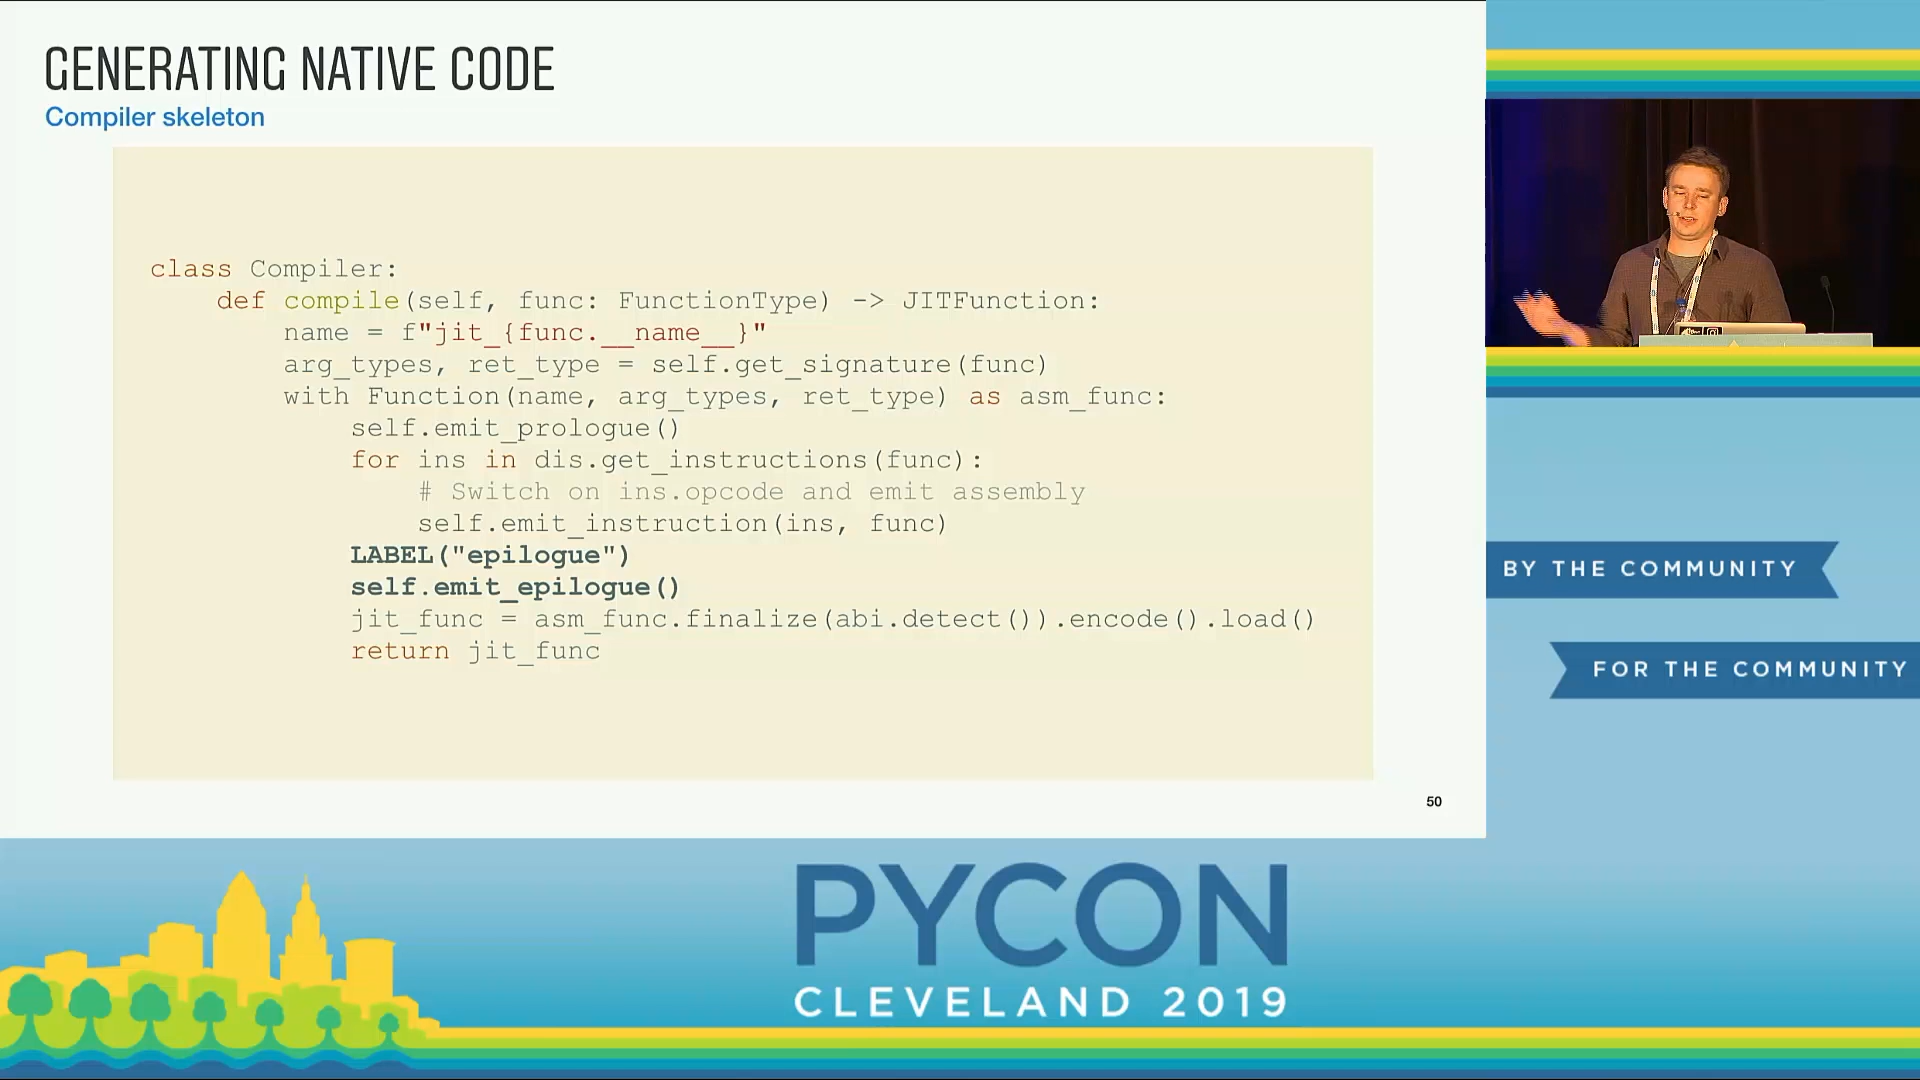 GENERATING NATIVE CODE
Compiler skeleton
class Compiler:
    def compile(self, func: FunctionType) -> JITFunction:
        name = f"jit_{func.__name__}"
        arg_types, ret_type = self.get_signature(func)
        with Function(name, arg_types, ret_type) as asm_func:
            self.emit_prologue()
            for ins in dis.get_instructions(func):
                # Switch on ins.opcode and emit assembly
                self.emit_instruction(ins, func)
            LABEL("epilogue")
            self.emit_epilogue()
            jit_func = asm_func.finalize(abi.detect()).encode().load()
            return jit_func
50
BY THE COMMUNITY
FOR THE COMMUNITY
PYCON
CLEVELAND 2019